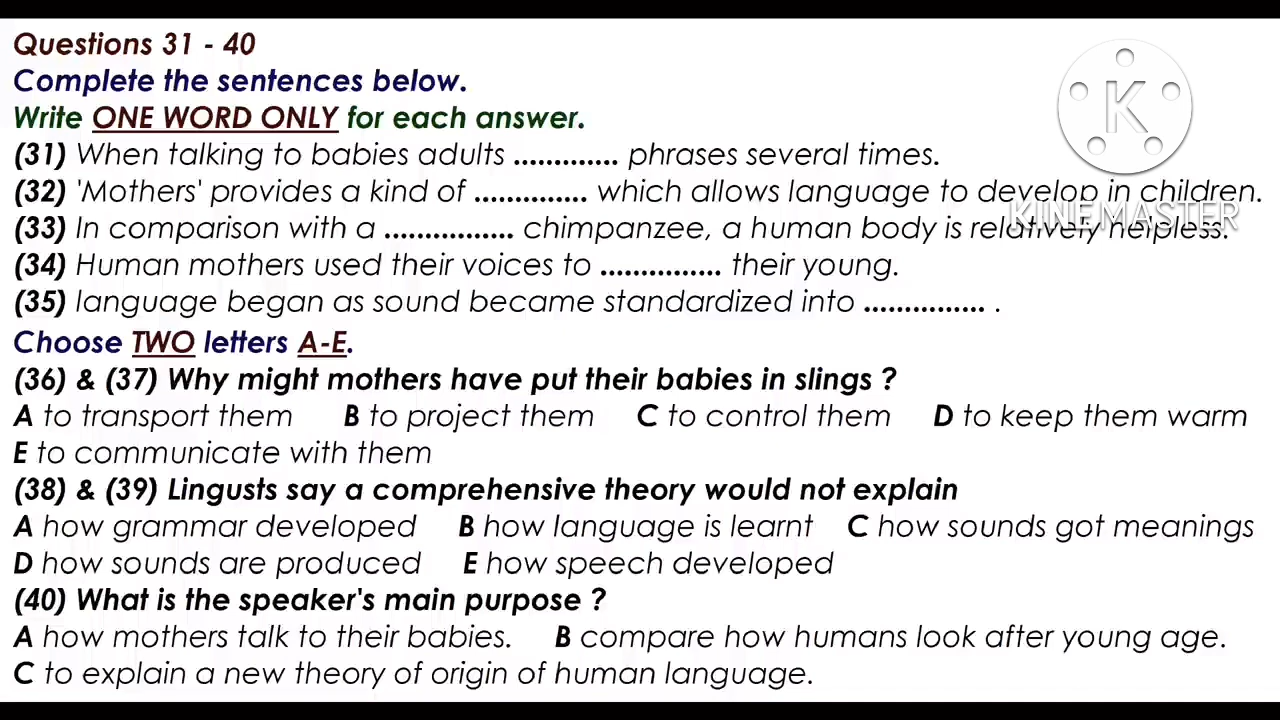 Questions 31 - 40
Complete the sentences below.
Write ONE WORD ONLY for each answer.
(31) When talking to babies adults ............. phrases several times.
(32) 'Mothers' provides a kind of .............. which allows language to develop in children.
(33) In comparison with a ................ chimpanzee, a human body is relatively helpless.
(34) Human mothers used their voices to ............... their young.
(35) language began as sound became standardized into ............... .
Choose TWO letters A-E.
(36) & (37) Why might mothers have put their babies in slings ?
A to transport them B to project them C to control them D to keep them warm
E to communicate with them
(38) & (39) Lingusts say a comprehensive theory would not explain
A how grammar developed B how language is learnt C how sounds got meanings
D how sounds are produced E how speech developed
(40) What is the speaker's main purpose ?
A how mothers talk to their babies. B compare how humans look after young age.
C to explain a new theory of origin of human language.
K
KINEMASTER